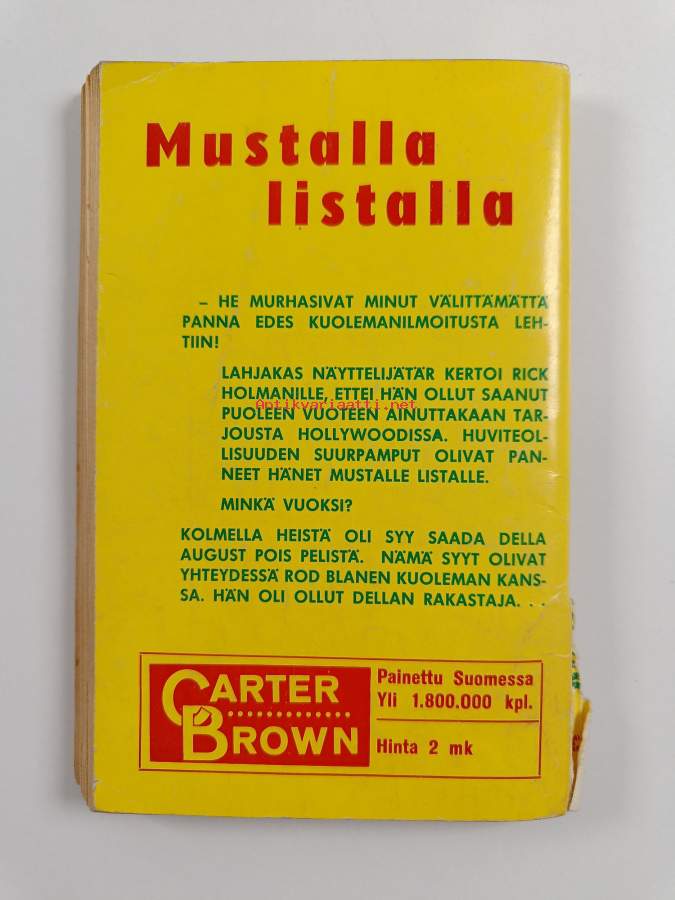 Mustalla
listalla
– HE MURHASIVAT MINUT VÄLITTÄMÄTTÄ
PANNA EDES KUOLEMANILMOITUSTA LEH-
TIIN!
LAHJAKAS NÄYTTELIJÄTÄR KERTOI RICK
HOLMANILLE, ETTEI HÄN OLLUT SAANUT
Antikvariaatti.net
PUOLEEN VUOTEEN AINUTTAKAAN TAR-
JOUSTA HOLLYWOODISSA. HUVITEOL-
LISUUDEN SUURPAMPUT OLIVAT PAN-
NEET HÄNET MUSTALLE LISTALLE.
MINKÄ VUOKSI?
KOLMELLA HEISTÄ OLI SYY SAADA DELLA
AUGUST POIS PELISTÄ. NÄMÄ SYYT OLIVAT
YHTEYDESSÄ ROD BLANEN KUOLEMAN KANS-
SA. HÄN OLI OLLUT DELLAN RAKASTAJA. . .
CARTER
BROWN
Painettu Suomessa
Yli 1.800.000 kpl.
Hinta 2 mk